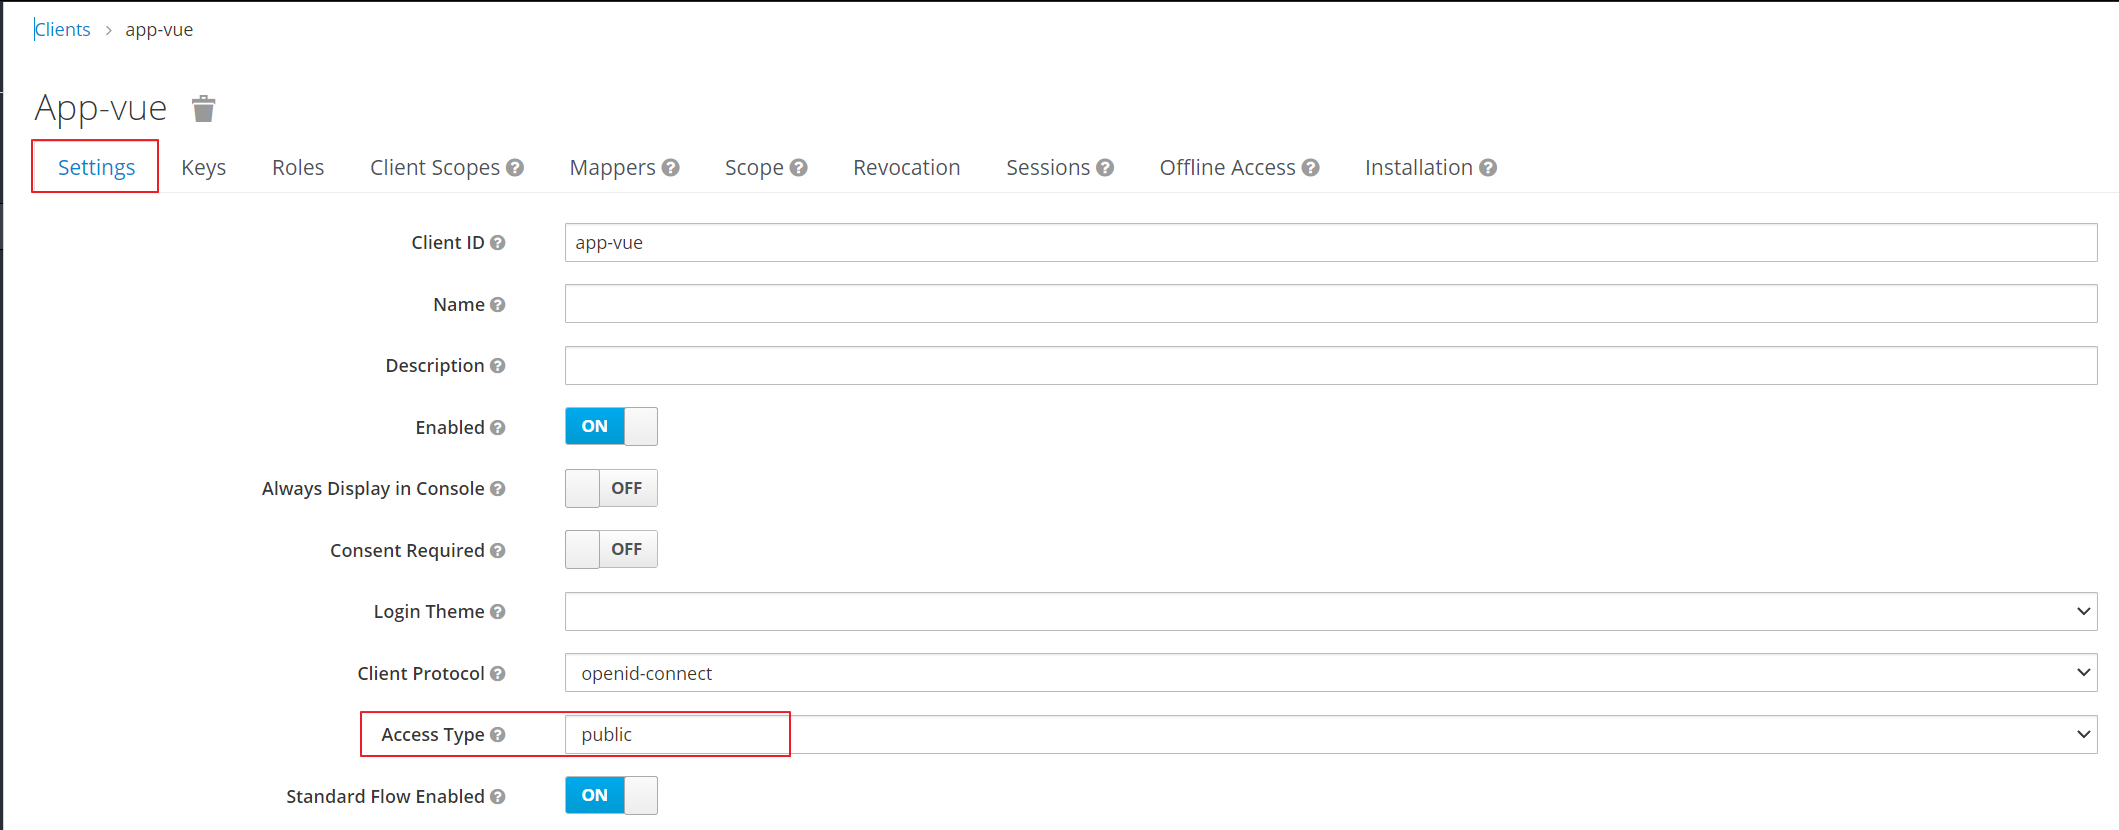 Clients > app-vue
App-vue
Settings Keys Roles Client Scopes Mappers Scope Revocation Sessions Offline Access Installation
Client ID app-vue
Name
Description
Enabled ON
Always Display in Console OFF
Consent Required OFF
Login Theme
Client Protocol openid-connect
Access Type public
Standard Flow Enabled ON